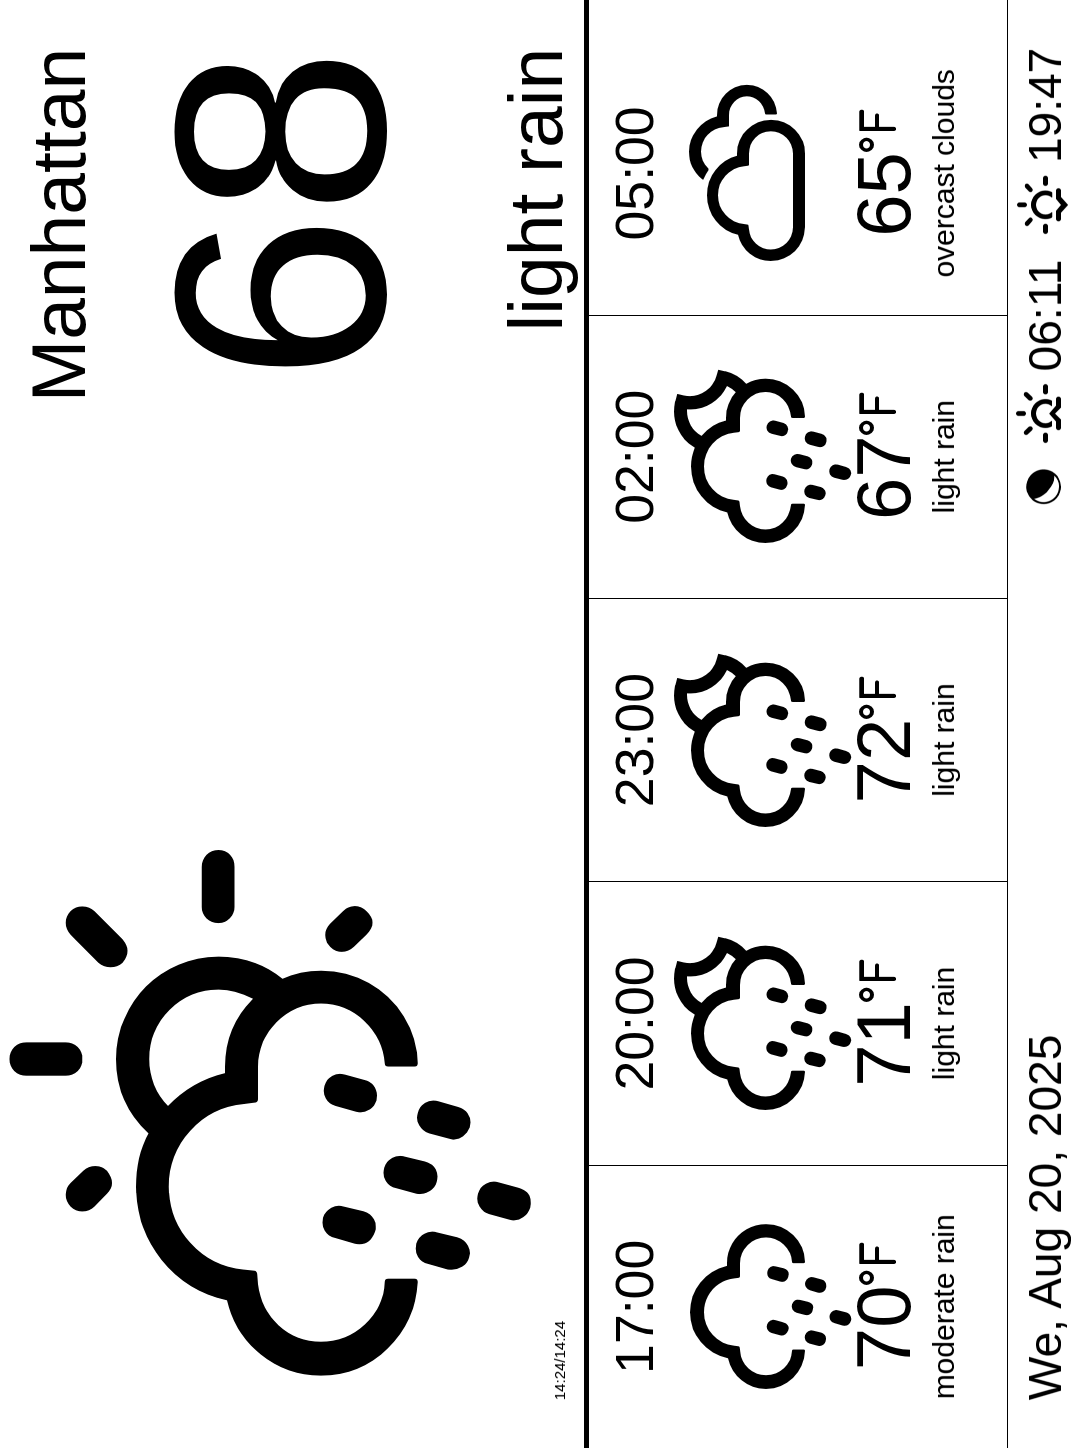 Manhattan
68
light rain
14:24/14:24
17:00
70°F
moderate rain
20:00
71°F
light rain
23:00
72°F
light rain
02:00
67°F
light rain
05:00
65°F
overcast clouds
We, Aug 20, 2025
06:11
19:47